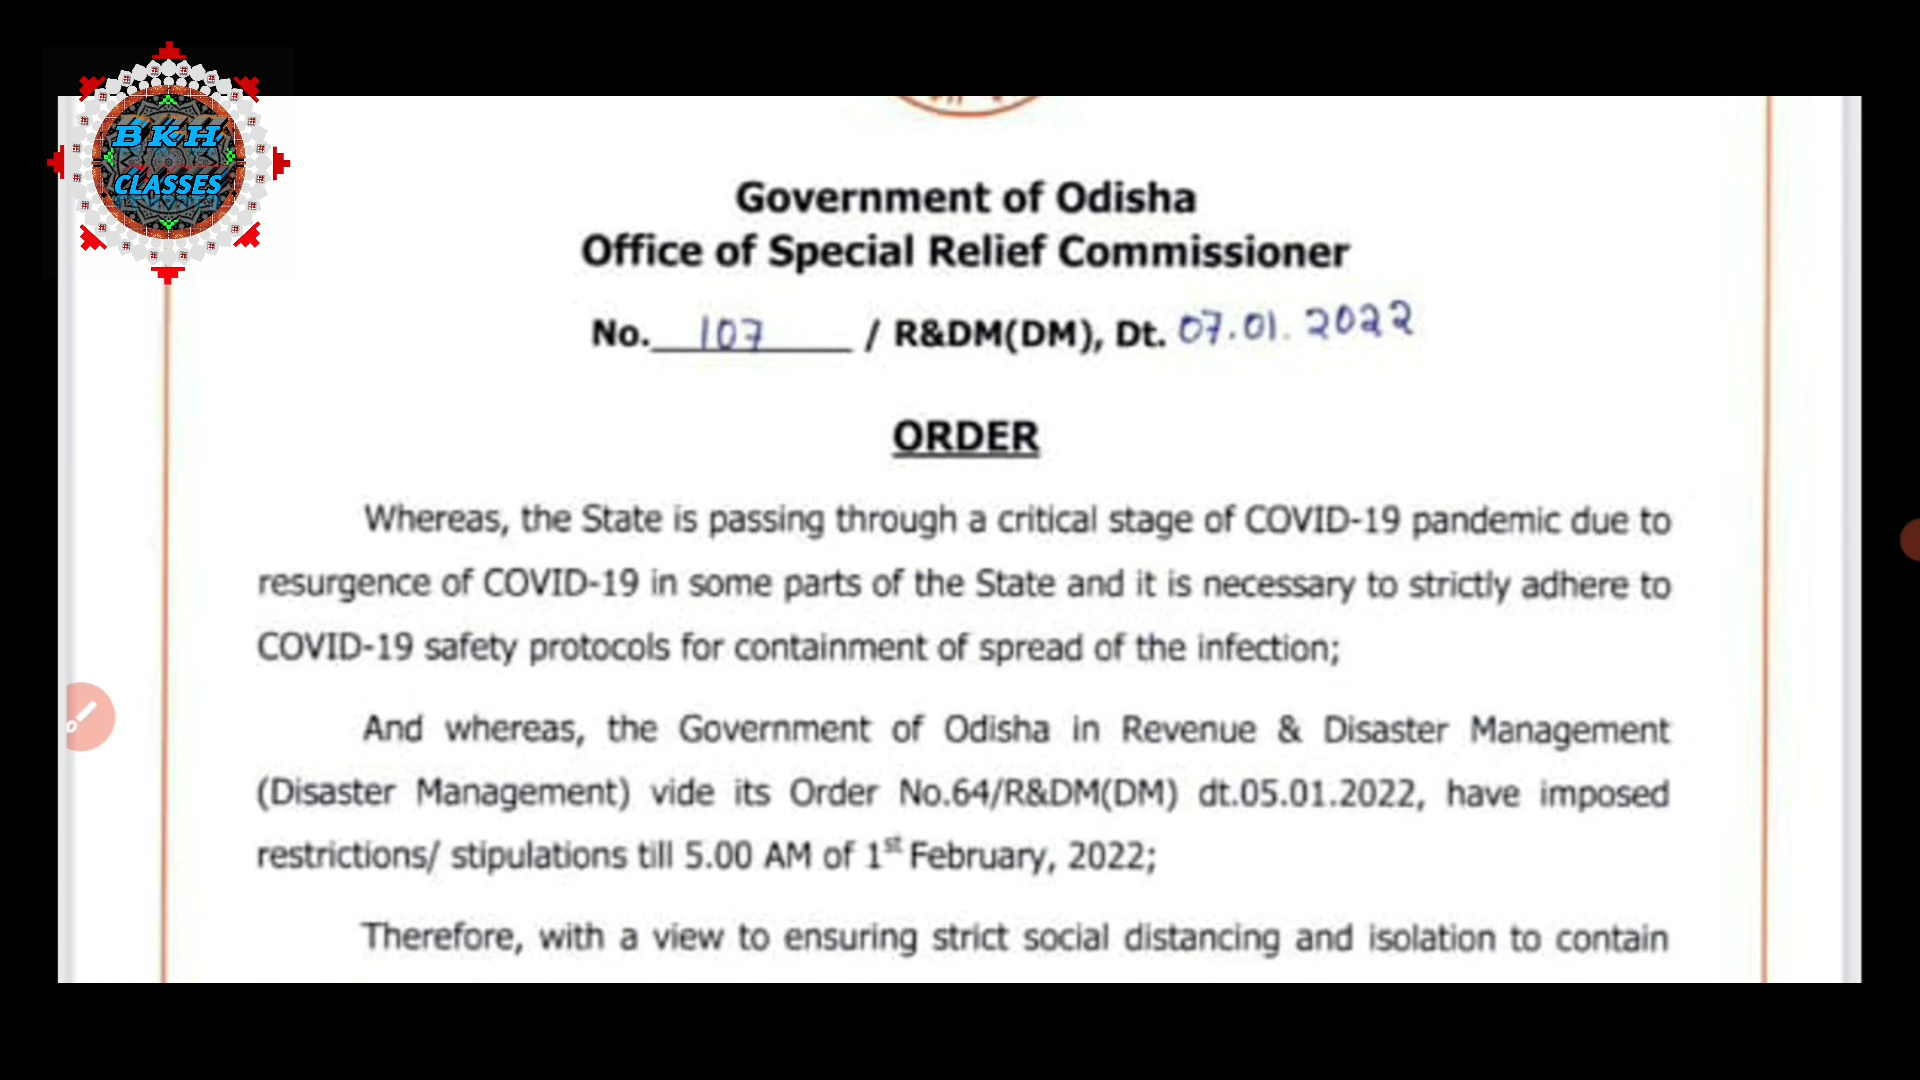 BKH
CLASSES
Government of Odisha
Office of Special Relief Commissioner
No. 107 / R&DM(DM), Dt. 07.01.2022
ORDER
Whereas, the State is passing through a critical stage of COVID-19 pandemic due to
resurgence of COVID-19 in some parts of the State and it is necessary to strictly adhere to
COVID-19 safety protocols for containment of spread of the infection;
And whereas, the Government of Odisha in Revenue & Disaster Management
(Disaster Management) vide its Order No.64/R&DM(DM) dt.05.01.2022, have imposed
restrictions/ stipulations till 5.00 AM of 1st February, 2022;
Therefore, with a view to ensuring strict social distancing and isolation to contain